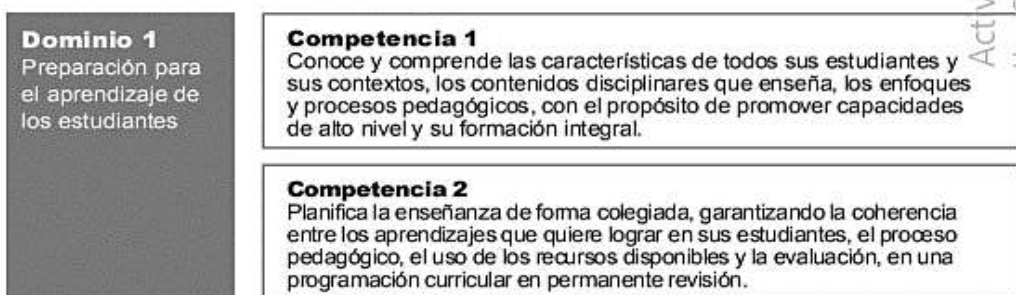 Dominio 1
Preparación para
el aprendizaje de
los estudiantes
Competencia 1
Conoce y comprende las características de todos sus estudiantes y
sus contextos, los contenidos disciplinares que enseña, los enfoques
y procesos pedagógicos, con el propósito de promover capacidades
de alto nivel y su formación integral.
Competencia 2
Planifica la enseñanza de forma colegiada, garantizando la coherencia
entre los aprendizajes que quiere lograr en sus estudiantes, el proceso
pedagógico, el uso de los recursos disponibles y la evaluación, en una
programación curricular en permanente revisión.